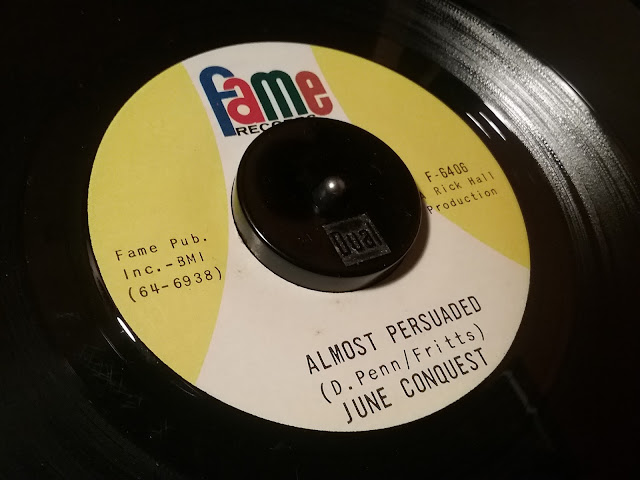 fame
RECORDS
F-6406
A Rick Hall
Production
Fame Pub.
Inc.-BMI
(64-6938)
Dual
ALMOST PERSUADED
(D. Penn/Fritts)
JUNE CONQUEST